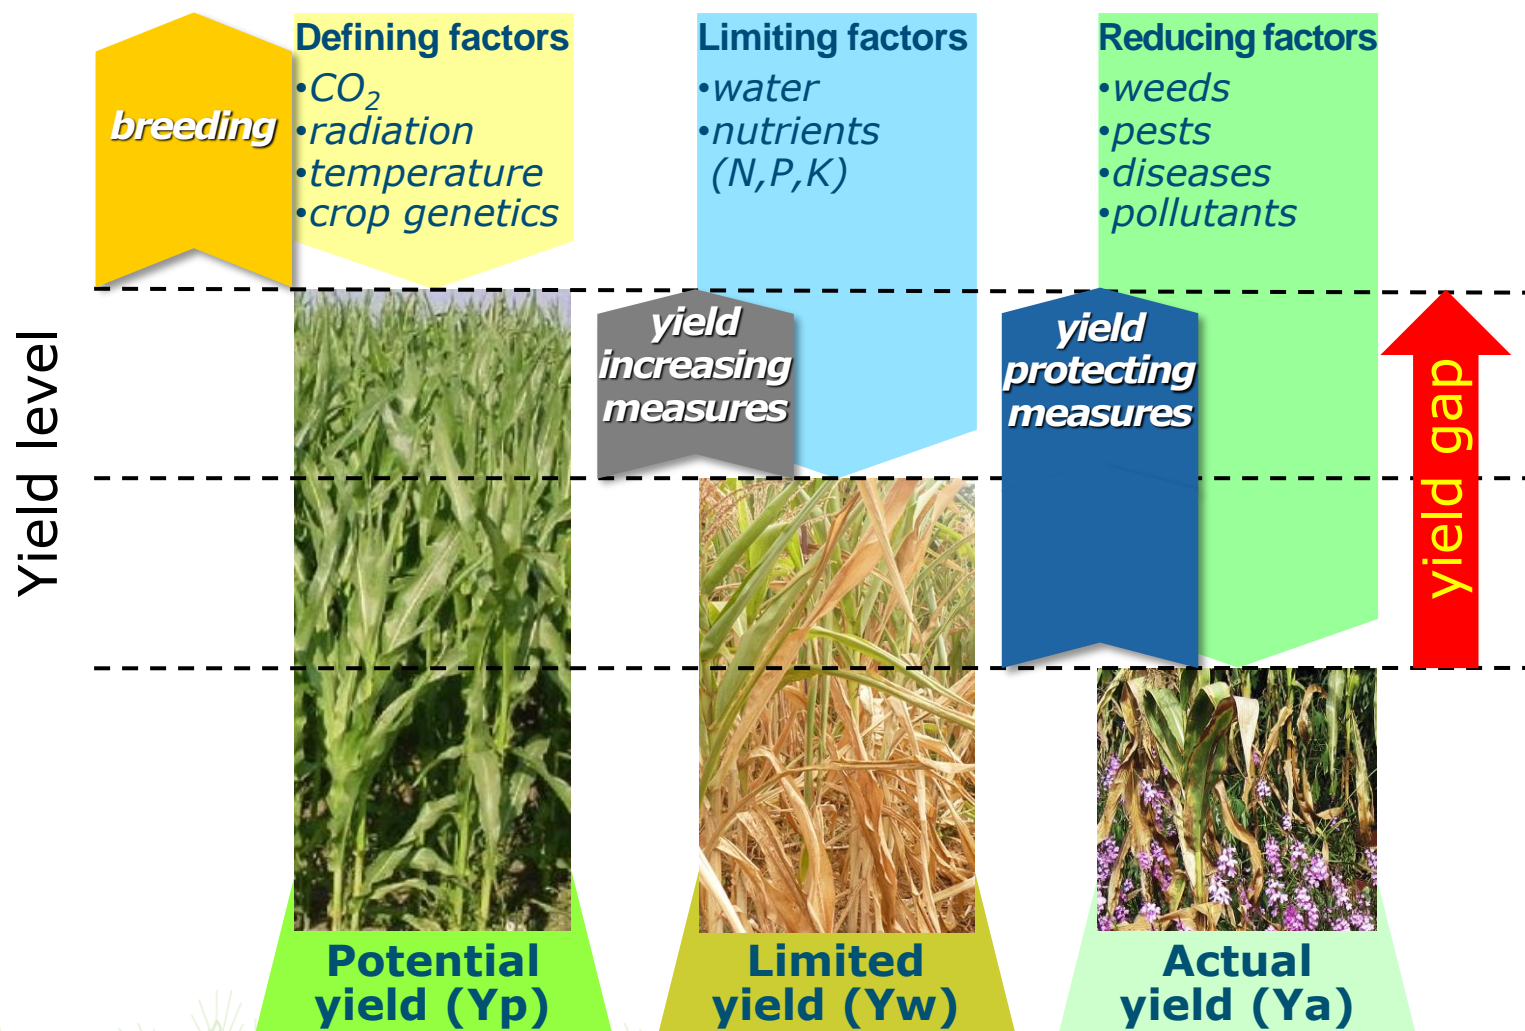 breeding
Defining factors
•CO2
•radiation
•temperature
•crop genetics
Limiting factors
•water
•nutrients
(N,P,K)
Reducing factors
•weeds
•pests
•diseases
•pollutants
Yield level
yield
increasing
measures
yield
protecting
measures
yield gap
Potential
yield (Yp)
Limited
yield (Yw)
Actual
yield (Ya)